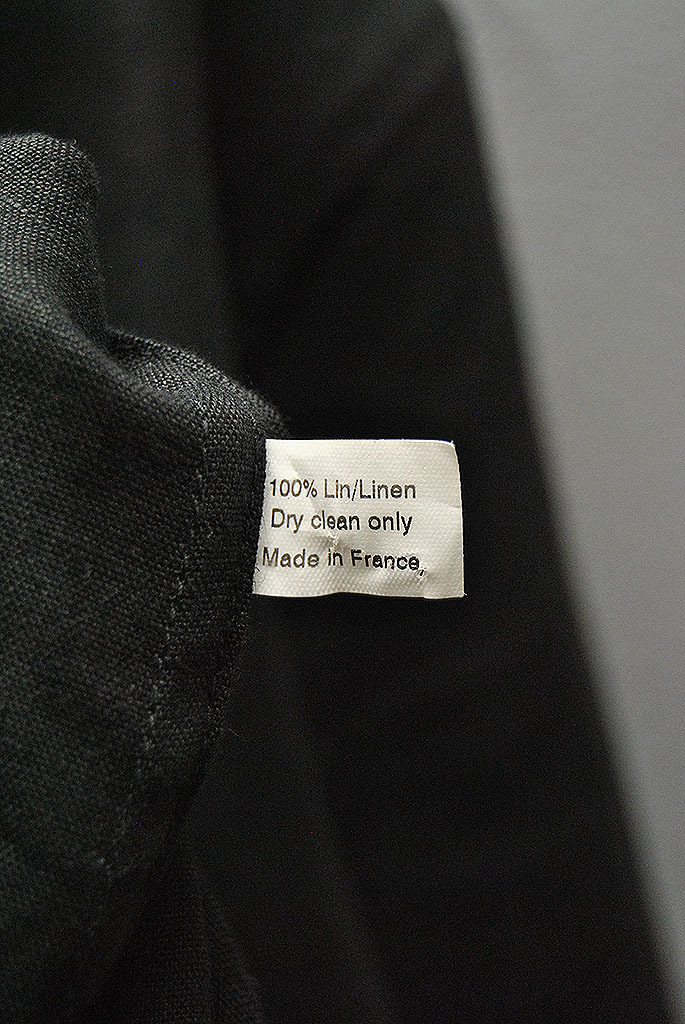 100% Lin/Linen
Dry clean only
Made in France